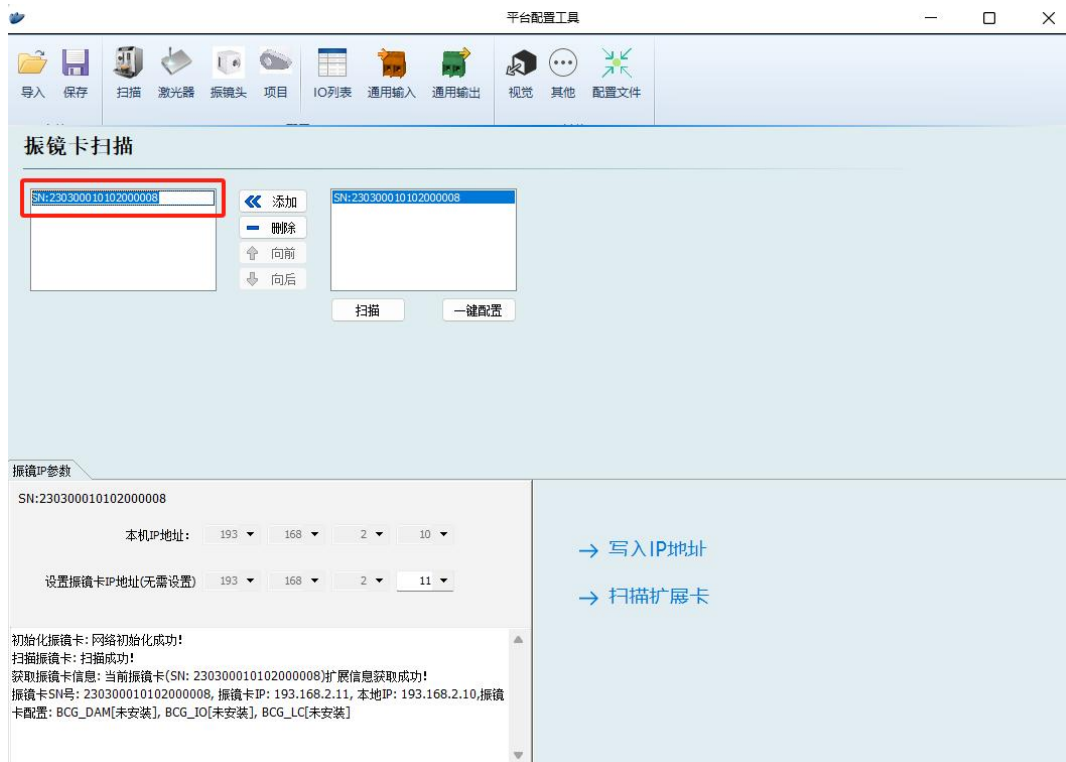 平台配置工具
导入 保存 扫描 激光器 振镜头 项目 IO列表 通用输入 通用输出 视觉 其他 配置文件
振镜卡扫描
SN:230300010102000008 添加 SN:230300010102000008
删除
向前
向后
扫描 一键配置
振镜IP参数
SN:230300010102000008
本机IP地址: 193 168 2 10
写入IP地址
设置振镜卡IP地址(无需设置) 193 168 2 11
扫描扩展卡
初始化振镜卡: 网络初始化成功!
扫描振镜卡: 扫描成功!
获取振镜卡信息: 当前振镜卡(SN: 230300010102000008)扩展信息获取成功!
振镜卡SN号: 230300010102000008, 振镜卡IP: 193.168.2.11, 本地IP: 193.168.2.10,振镜
卡配置: BCG_DAM[未安装], BCG_IO[未安装], BCG_LC[未安装]